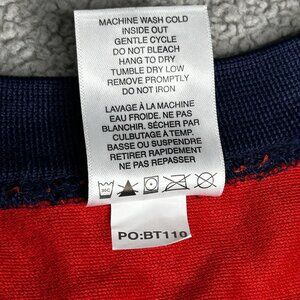 MACHINE WASH COLD
INSIDE OUT
GENTLE CYCLE
DO NOT BLEACH
HANG TO DRY
TUMBLE DRY LOW
REMOVE PROMPTLY
DO NOT IRON
LAVAGE À LA MACHINE
EAU FROIDE. NE PAS
BLANCHIR. SÉCHER PAR
CULBUTAGE À TEMP.
BASSE OU SUSPENDRE
RETIRER RAPIDEMENT
NE PAS REPASSER
PO:BT110